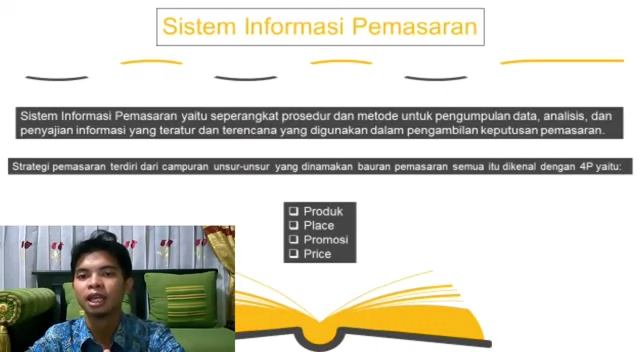 Sistem Informasi Pemasaran
Sistem Informasi Pemasaran yaitu seperangkat prosedur dan metode untuk pengumpulan data, analisis, dan
penyajian informasi yang teratur dan terencana yang digunakan dalam pengambilan keputusan pemasaran.
Strategi pemasaran terdiri dari campuran unsur-unsur yang dinamakan bauran pemasaran semua itu dikenal dengan 4P yaitu:
Produk
Place
Promosi
Price